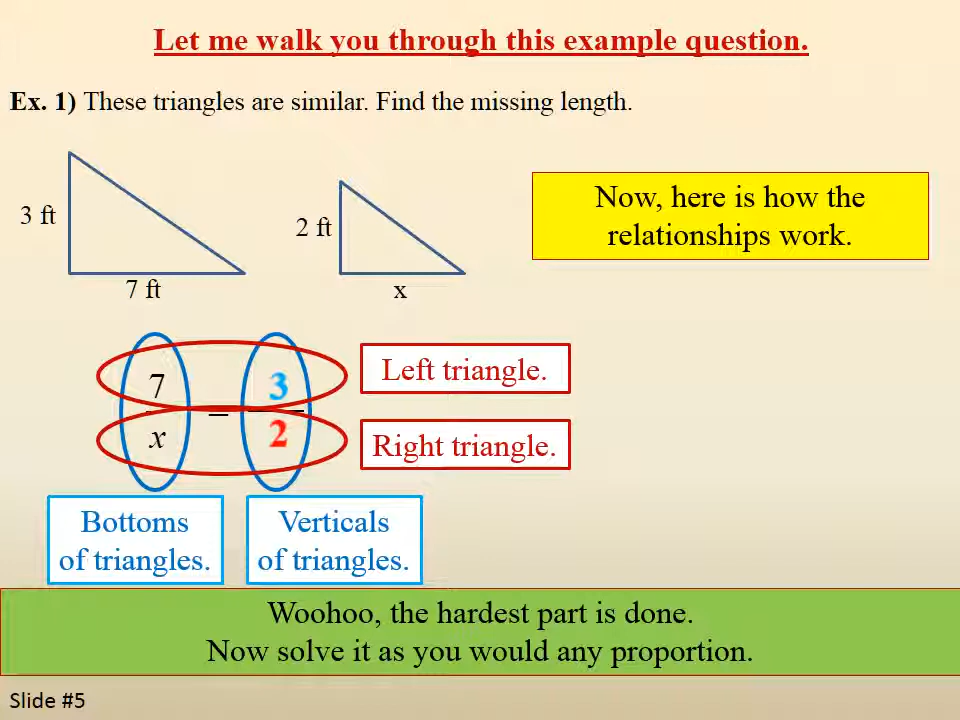 Let me walk you through this example question.
Ex. 1) These triangles are similar. Find the missing length.
3 ft
7 ft
2 ft
x
Now, here is how the
relationships work.
7 = 3
x 2
Left triangle.
Right triangle.
Bottoms
of triangles.
Verticals
of triangles.
Woohoo, the hardest part is done.
Now solve it as you would any proportion.
Slide #5